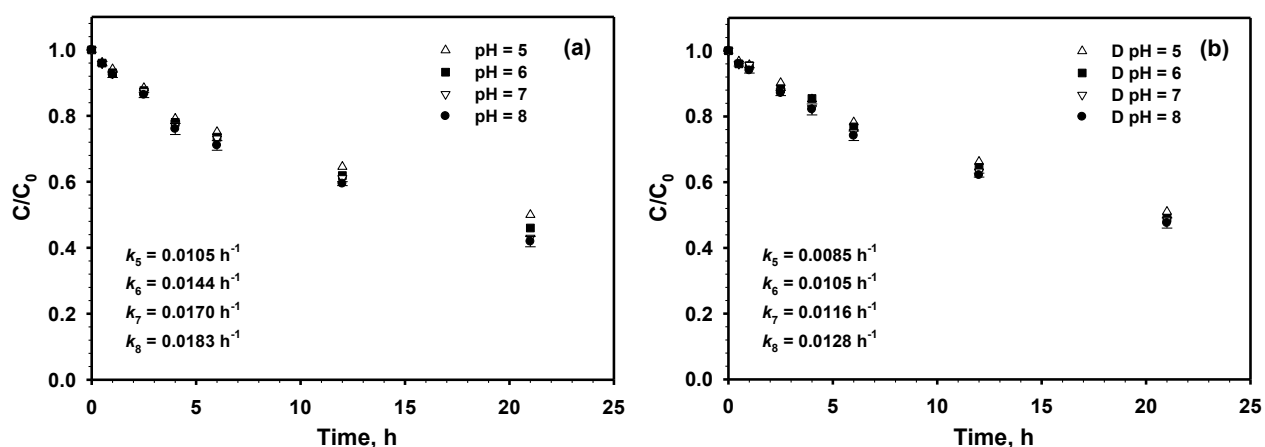 (a)
△ pH = 5
■ pH = 6
▽ pH = 7
● pH = 8
C/C₀
1.0
0.8
0.6
0.4
0.2
0.0
k₅ = 0.0105 h⁻¹
k₆ = 0.0144 h⁻¹
k₇ = 0.0170 h⁻¹
k₈ = 0.0183 h⁻¹
0 5 10 15 20 25
Time, h
(b)
△ D pH = 5
■ D pH = 6
▽ D pH = 7
● D pH = 8
C/C₀
1.0
0.8
0.6
0.4
0.2
0.0
k₅ = 0.0085 h⁻¹
k₆ = 0.0105 h⁻¹
k₇ = 0.0116 h⁻¹
k₈ = 0.0128 h⁻¹
0 5 10 15 20 25
Time, h